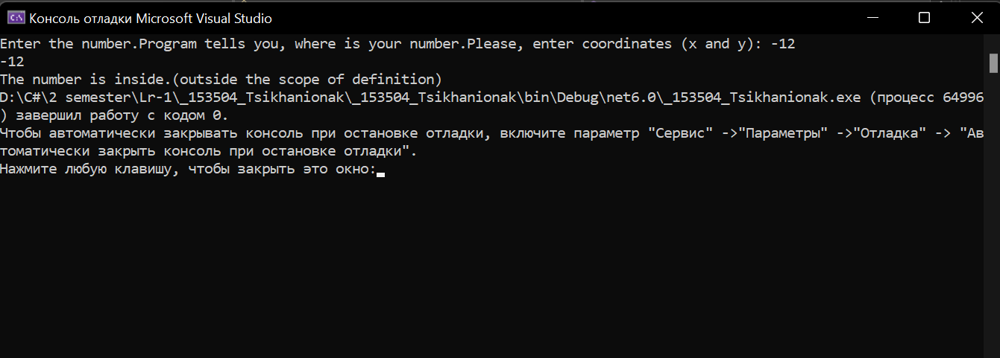 Консоль отладки Microsoft Visual Studio
Enter the number.Program tells you, where is your number.Please, enter coordinates (x and y): -12
-12
The number is inside.(outside the scope of definition)
D:\C#\2 semester\Lr-1\_153504_Tsikhanionak\_153504_Tsikhanionak\bin\Debug\net6.0\_153504_Tsikhanionak.exe (процесс 64996
) завершил работу с кодом 0.
Чтобы автоматически закрывать консоль при остановке отладки, включите параметр "Сервис" ->"Параметры" ->"Отладка" -> "Ав
томатически закрыть консоль при остановке отладки".
Нажмите любую клавишу, чтобы закрыть это окно: